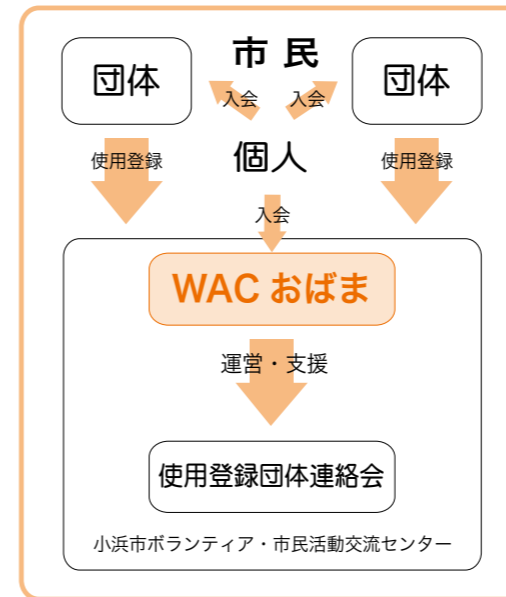 市民
団体
団体
入会
入会
使用登録
個人
使用登録
入会
WAC おばま
運営・支援
使用登録団体連絡会
小浜市ボランティア・市民活動交流センター